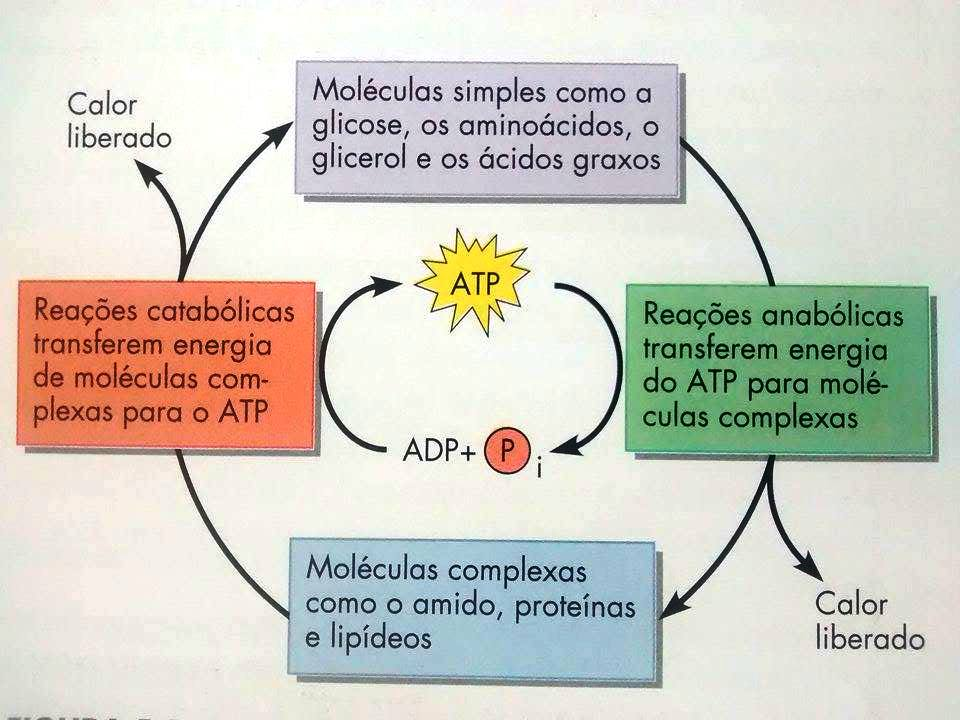 Calor
liberado
Moléculas simples como a
glicose, os aminoácidos, o
glicerol e os ácidos graxos
Reações catabólicas
transferem energia
de moléculas com-
plexas para o ATP
ATP
ADP+ P i
Reações anabólicas
transferem energia
do ATP para molé-
culas complexas
Moléculas complexas
como o amido, proteínas
e lipídeos
Calor
liberado